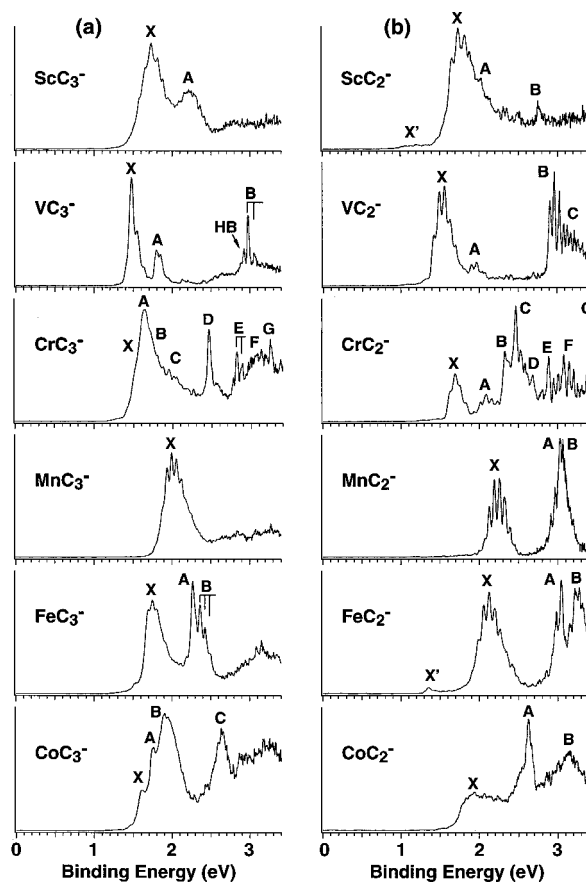 (a)
X
A
ScC₃⁻
(b)
X
A
B
X'
ScC₂⁻
X
A
HB
B
VC₃⁻
X
A
B
C
VC₂⁻
A
X
B
C
D
E
F
G
CrC₃⁻
X
A
B
C
D
E
F
CrC₂⁻
X
MnC₃⁻
X
A
B
MnC₂⁻
X
A
B
FeC₃⁻
X'
X
A
B
FeC₂⁻
X
A
B
C
CoC₃⁻
X
A
B
CoC₂⁻
0 1 2 3
Binding Energy (eV)
0 1 2 3
Binding Energy (eV)